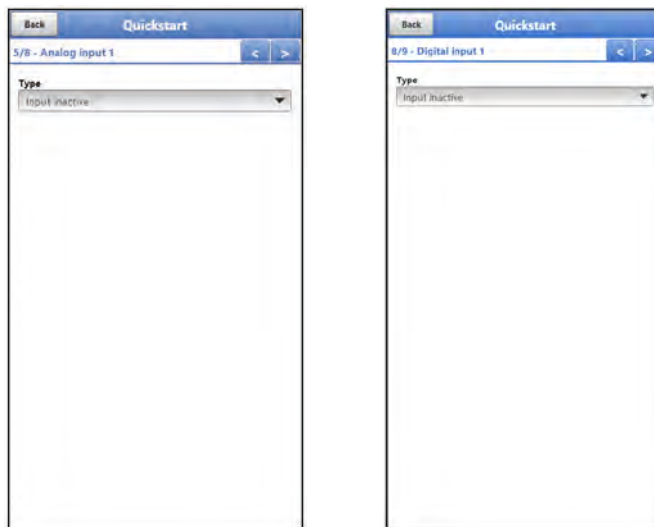 Back
Quickstart
5/8 - Analog input 1
<
>
Type
Input inactive
Back
Quickstart
8/9 - Digital input 1
<
>
Type
Input inactive